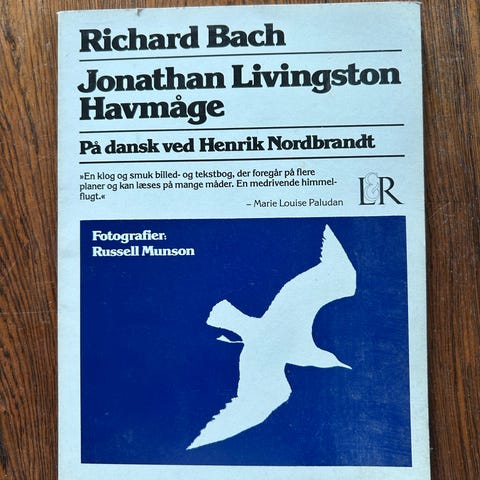 Richard Bach
Jonathan Livingston
Havmåge
På dansk ved Henrik Nordbrandt
»En klog og smuk billed- og tekstbog, der foregår på flere
planer og kan læses på mange måder. En medrivende himmel-
flugt.«
– Marie Louise Paludan
L&R
Fotografier:
Russell Munson